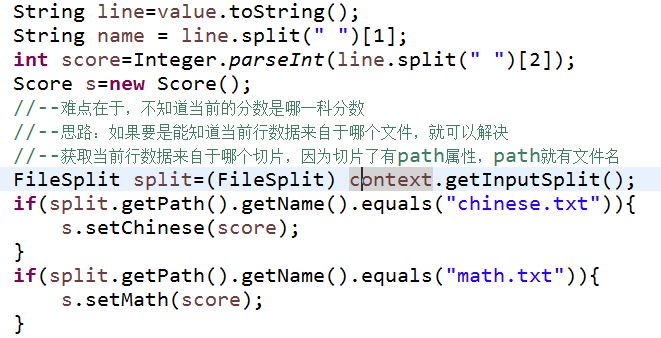 String line=value.toString();
String name = line.split(" ")[1];
int score=Integer.parseInt(line.split(" ")[2]);
Score s=new Score();
//--难点在于，不知道当前的分数是哪一科分数
//--思路：如果要是能知道当前行数据来自于哪个文件，就可以解决
//--获取当前行数据来自于哪个切片，因为切片了有path属性，path就有文件名
FileSplit split=(FileSplit) context.getInputSplit();
if(split.getPath().getName().equals("chinese.txt")){
    s.setChinese(score);
}
if(split.getPath().getName().equals("math.txt")){
    s.setMath(score);
}